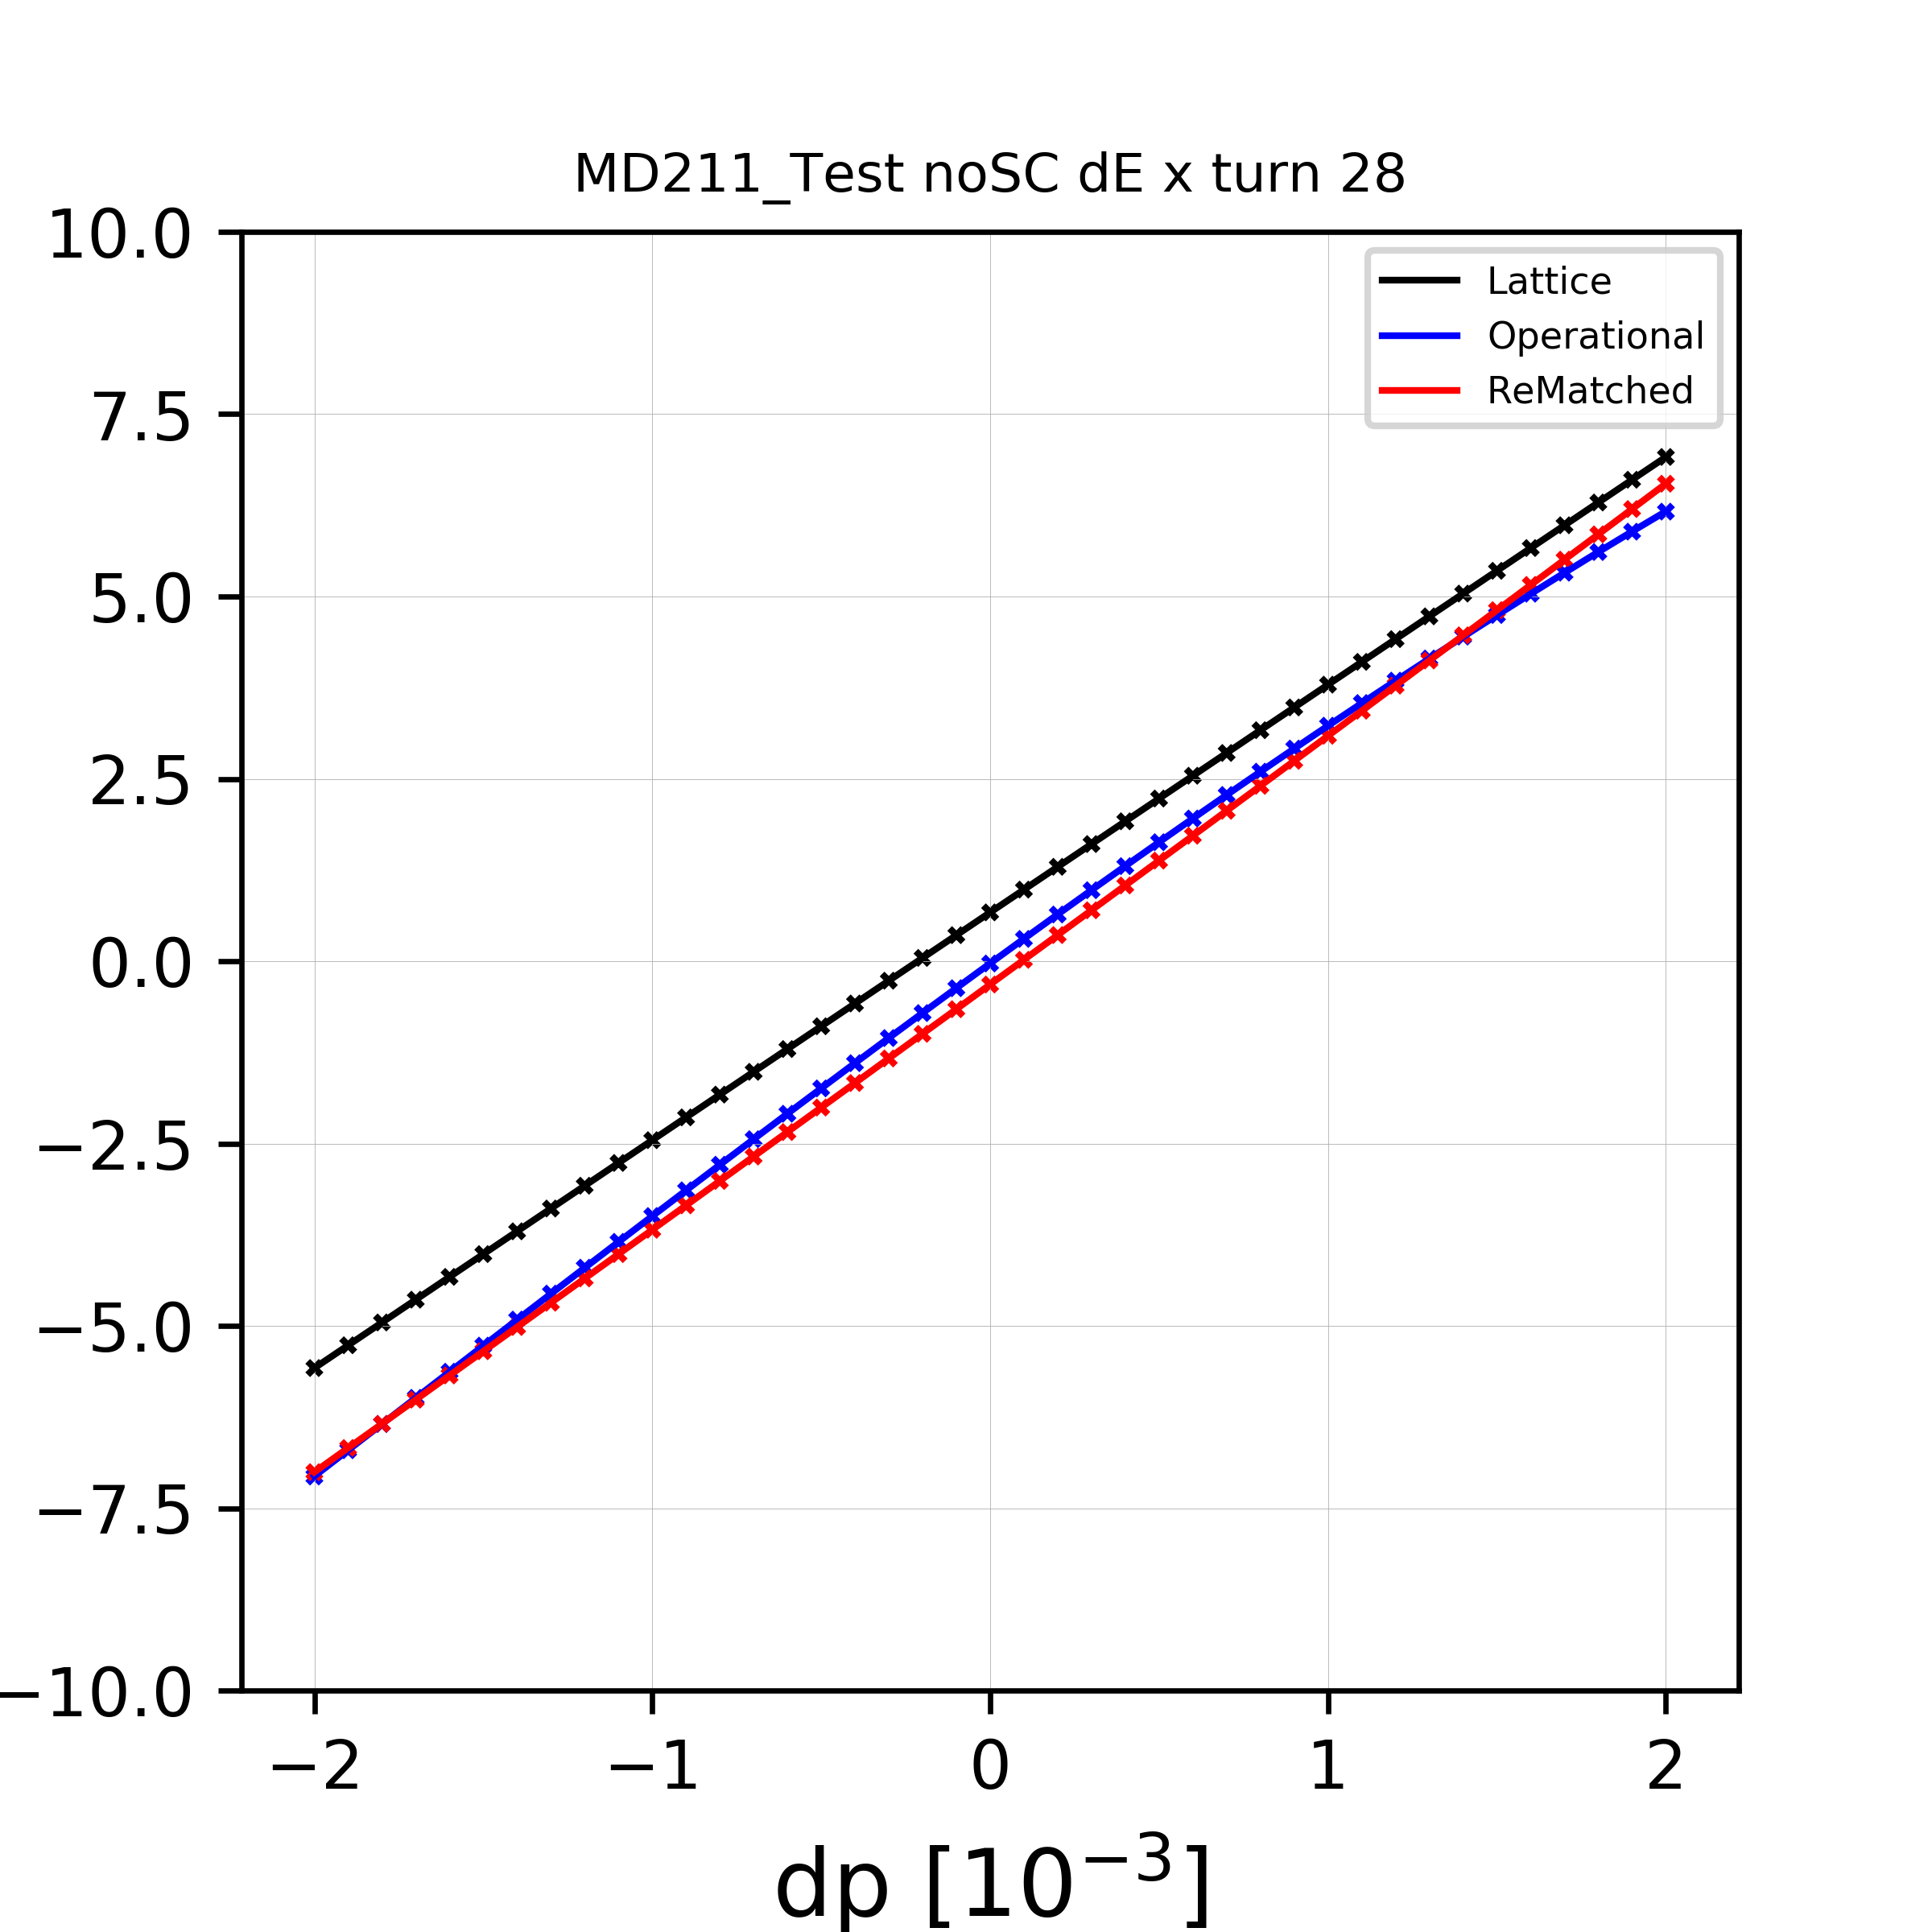 MD211_Test noSC dE x turn 28
Lattice
Operational
ReMatched
10.0
7.5
5.0
2.5
0.0
−2.5
−5.0
−7.5
−10.0
−2 −1 0 1 2
dp [10⁻³]